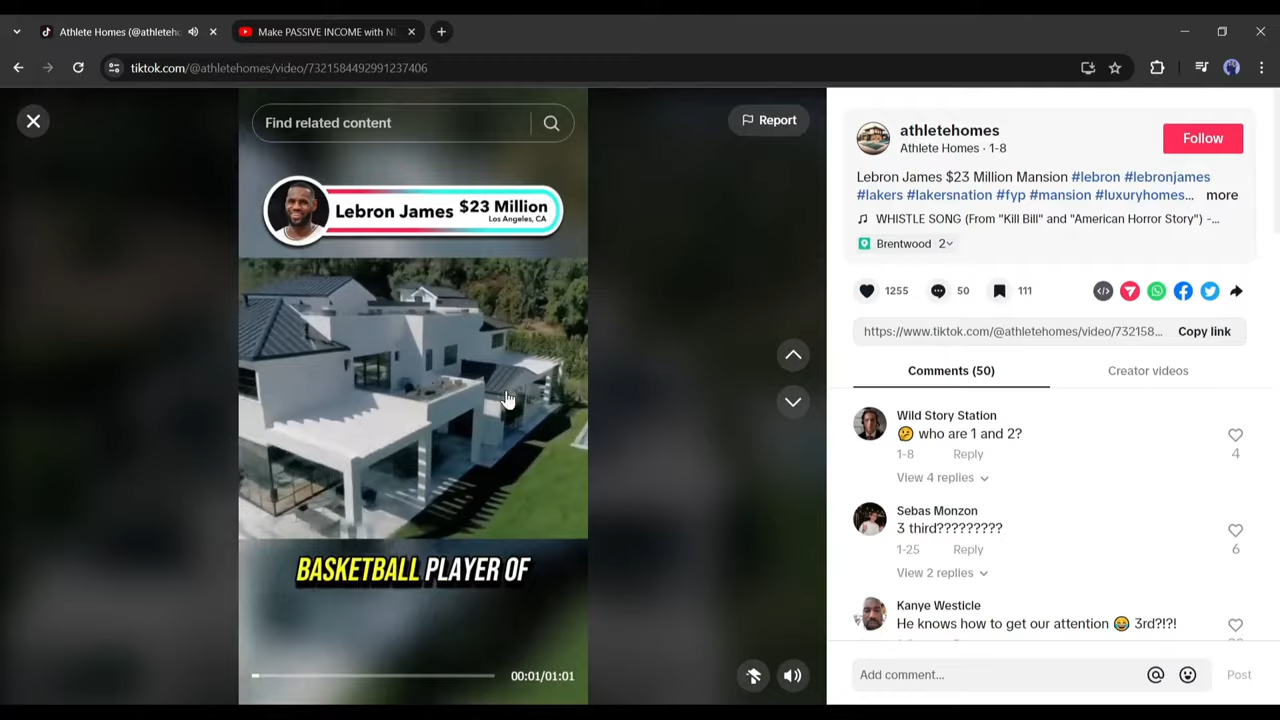 Athlete Homes (@athleteho
Make PASSIVE INCOME with N
tiktok.com/@athletehomes/video/7321584492991237406
Find related content
Report
Lebron James $23 Million
Los Angeles, CA
BASKETBALL PLAYER OF
00:01/01:01
athletehomes
Athlete Homes · 1-8
Follow
Lebron James $23 Million Mansion #lebron #lebronjames
#lakers #lakersnation #fyp #mansion #luxuryhomes... more
WHISTLE SONG (From "Kill Bill" and "American Horror Story") -...
Brentwood 2
1255 50 111
https://www.tiktok.com/@athletehomes/video/732158... Copy link
Comments (50) Creator videos
Wild Story Station
🫤 who are 1 and 2?
1-8 Reply 4
View 4 replies
Sebas Monzon
3 third?????????
1-25 Reply 6
View 2 replies
Kanye Westicle
He knows how to get our attention 😂 3rd?!?!
Add comment... Post